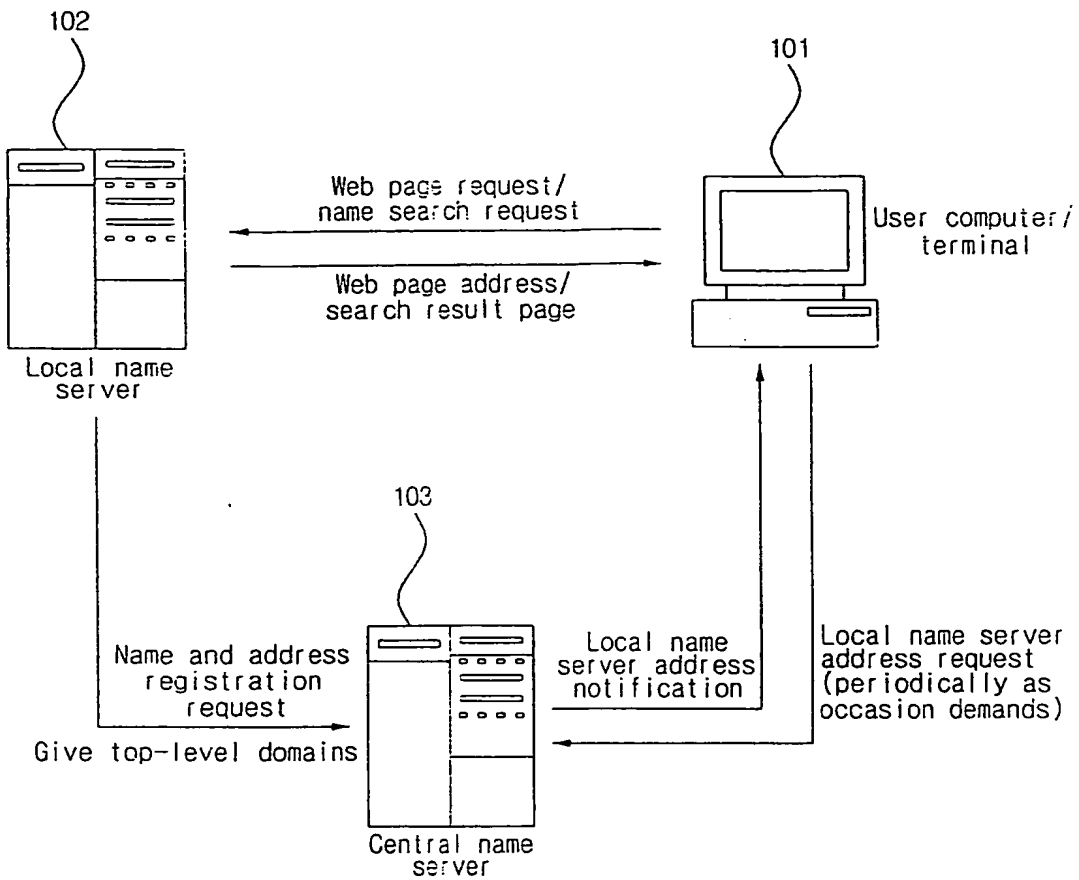 102
101
Web page request/
name search request
User computer/
terminal
Web page address/
search result page
Local name
server
103
Name and address
registration
request
Give top-level domains
Local name
server address
notification
Local name server
address request
(periodically as
occasion demands)
Central name
server